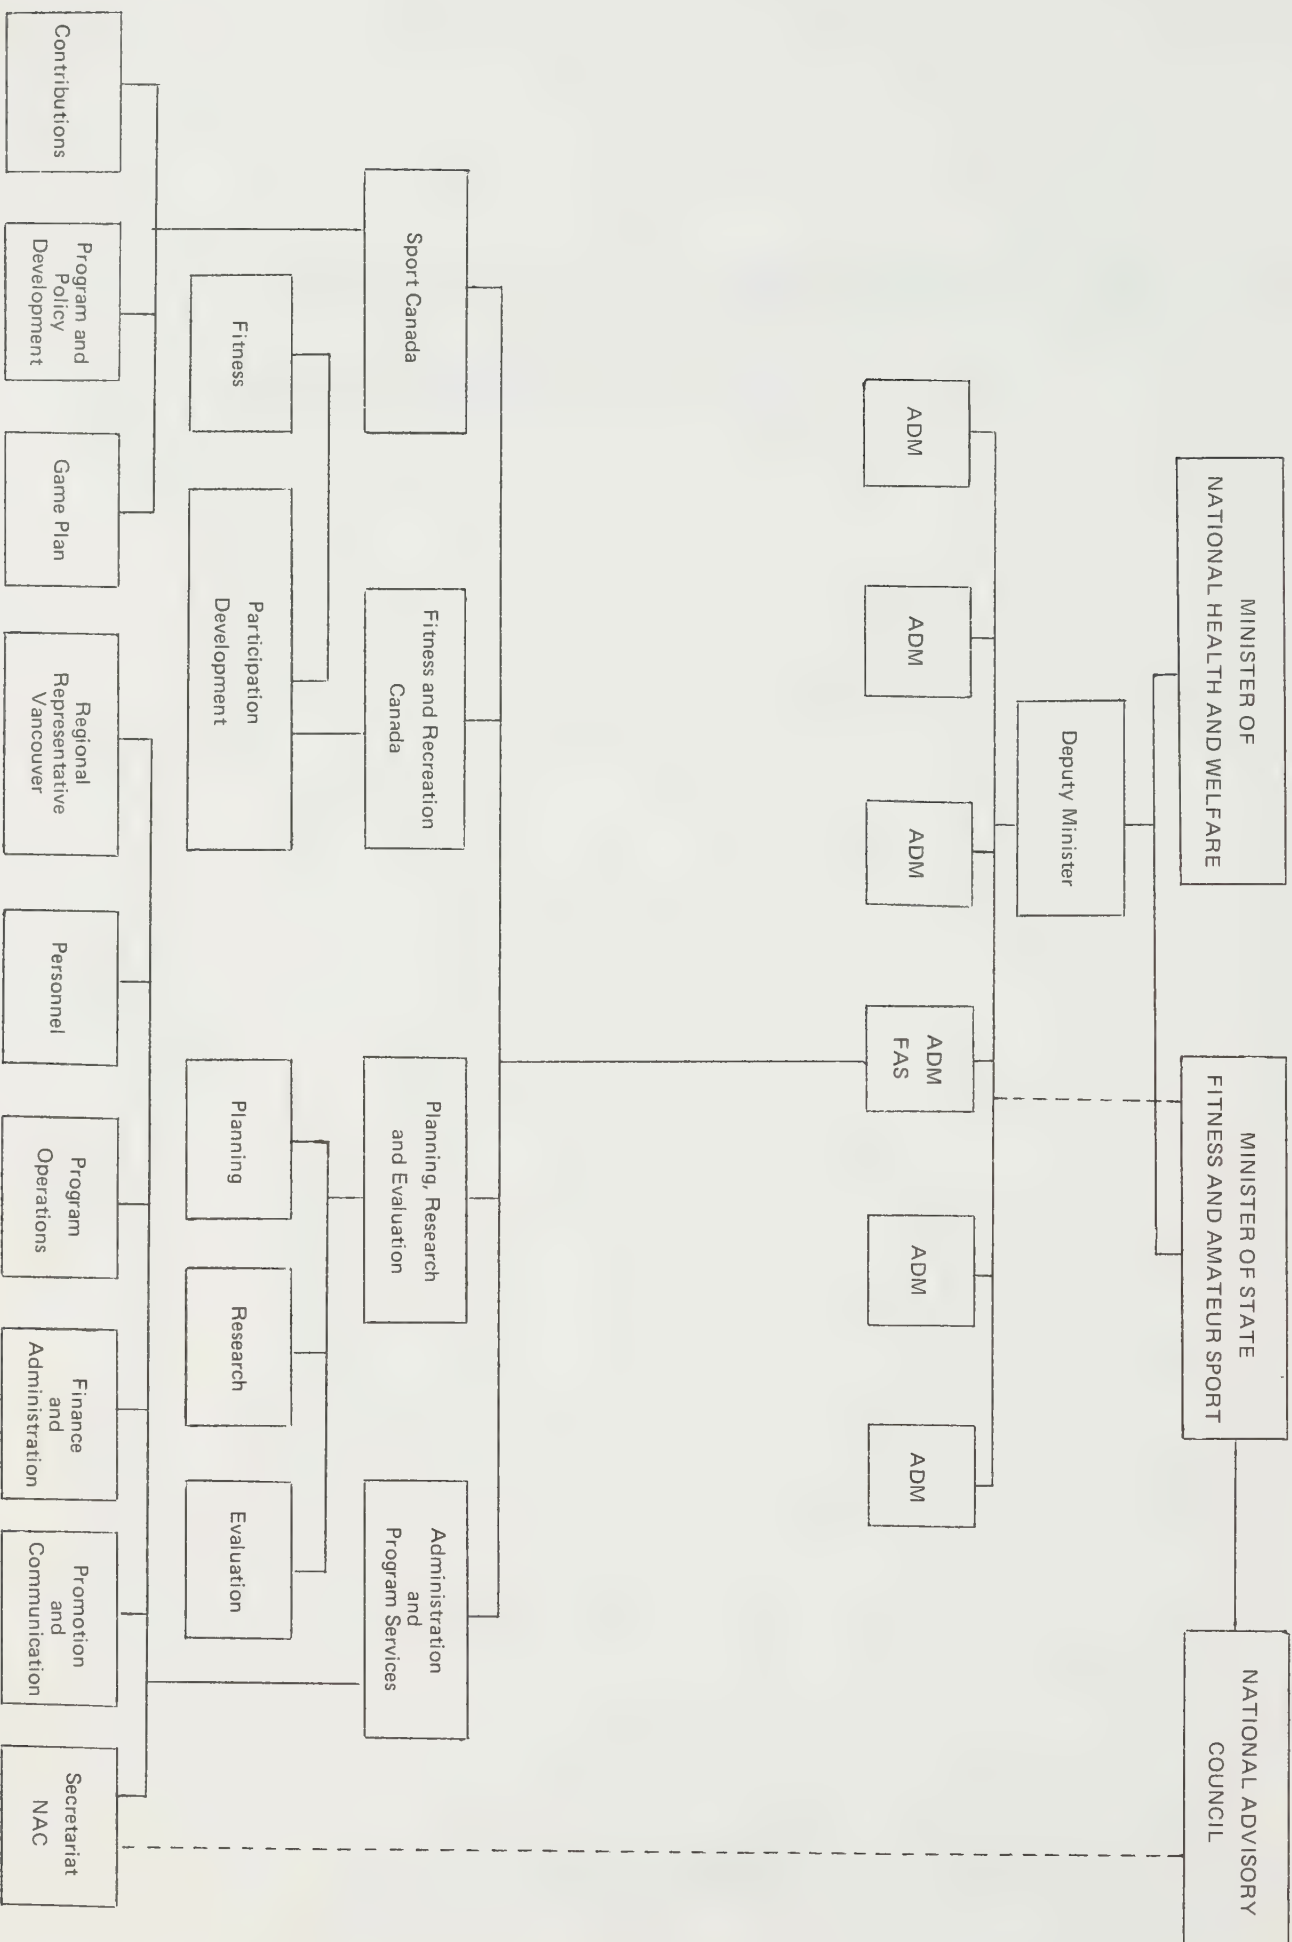 MINISTER OF
NATIONAL HEALTH AND WELFARE
MINISTER OF STATE
FITNESS AND AMATEUR SPORT
NATIONAL ADVISORY
COUNCIL
Deputy Minister
ADM
ADM
ADM
ADM
FAS
ADM
ADM
Sport Canada
Fitness and Recreation
Canada
Planning, Research
and Evaluation
Administration
and
Program Services
Fitness
Participation
Development
Planning
Research
Evaluation
Contributions
Program and
Policy
Development
Game Plan
Regional
Representative
Vancouver
Personnel
Program
Operations
Finance
and
Administration
Promotion
and
Communication
Secretariat
NAC